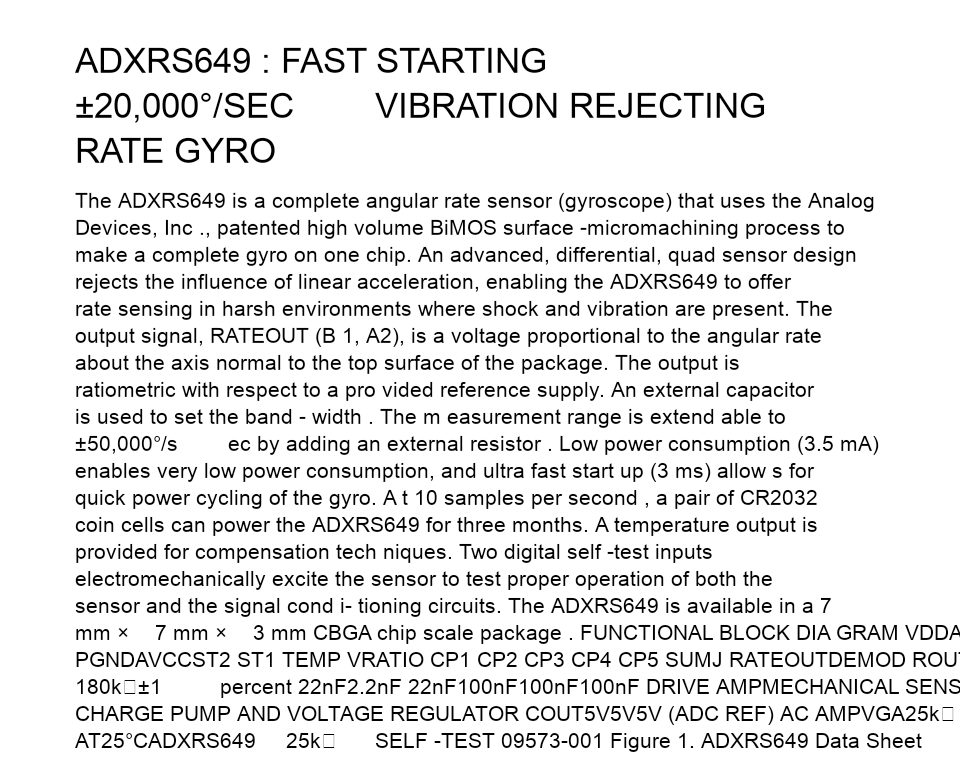 ADXRS649 : FAST STARTING
±20,000°/SEC VIBRATION REJECTING
RATE GYRO
The ADXRS649 is a complete angular rate sensor (gyroscope) that uses the Analog
Devices, Inc ., patented high volume BiMOS surface -micromachining process to
make a complete gyro on one chip. An advanced, differential, quad sensor design
rejects the influence of linear acceleration, enabling the ADXRS649 to offer
rate sensing in harsh environments where shock and vibration are present. The
output signal, RATEOUT (B 1, A2), is a voltage proportional to the angular rate
about the axis normal to the top surface of the package. The output is
ratiometric with respect to a pro vided reference supply. An external capacitor
is used to set the band - width . The m easurement range is extend able to
±50,000°/s ec by adding an external resistor . Low power consumption (3.5 mA)
enables very low power consumption, and ultra fast start up (3 ms) allow s for
quick power cycling of the gyro. A t 10 samples per second , a pair of CR2032
coin cells can power the ADXRS649 for three months. A temperature output is
provided for compensation tech niques. Two digital self -test inputs
electromechanically excite the sensor to test proper operation of both the
sensor and the signal cond i- tioning circuits. The ADXRS649 is available in a 7
mm × 7 mm × 3 mm CBGA chip scale package . FUNCTIONAL BLOCK DIA GRAM VDDA
PGNDAVCCST2 ST1 TEMP VRATIO CP1 CP2 CP3 CP4 CP5 SUMJ RATEOUTDEMOD ROUT
180k□±1 percent 22nF2.2nF 22nF100nF100nF100nF DRIVE AMPMECHANICAL SENS
CHARGE PUMP AND VOLTAGE REGULATOR COUT5V5V5V (ADC REF) AC AMPVGA25k□
AT25°CADXRS649 25k□ SELF -TEST 09573-001 Figure 1. ADXRS649 Data Sheet